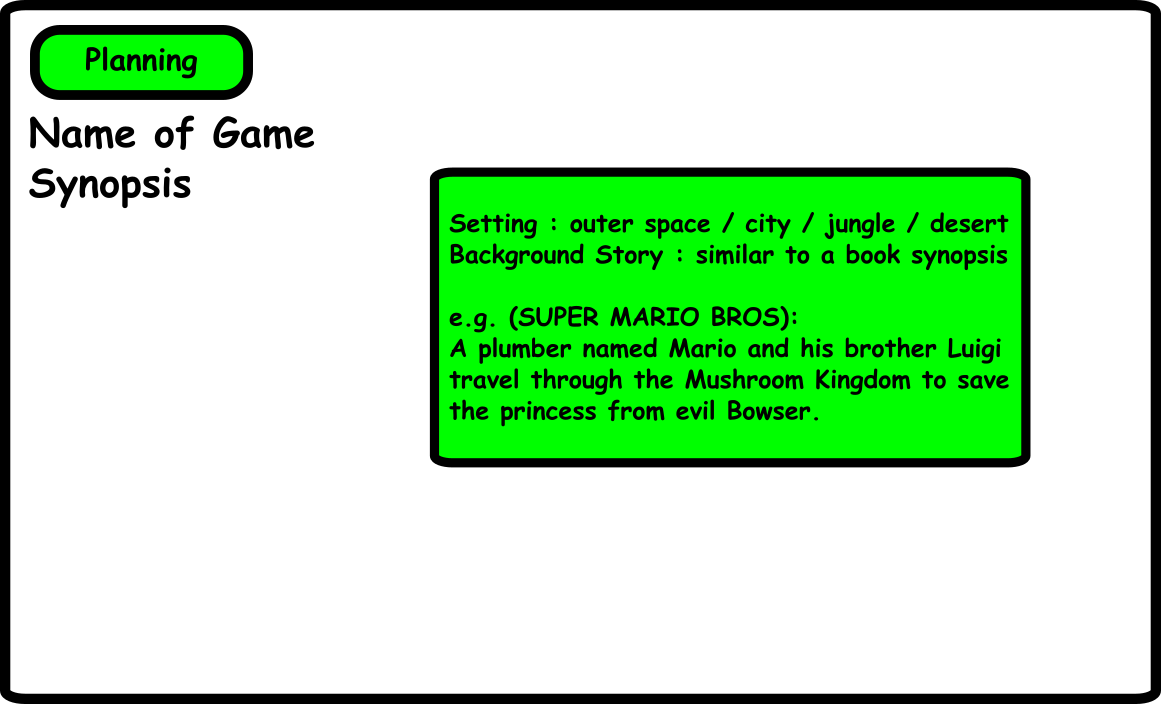 Planning
Name of Game
Synopsis
Setting : outer space / city / jungle / desert
Background Story : similar to a book synopsis
e.g. (SUPER MARIO BROS):
A plumber named Mario and his brother Luigi
travel through the Mushroom Kingdom to save
the princess from evil Bowser.